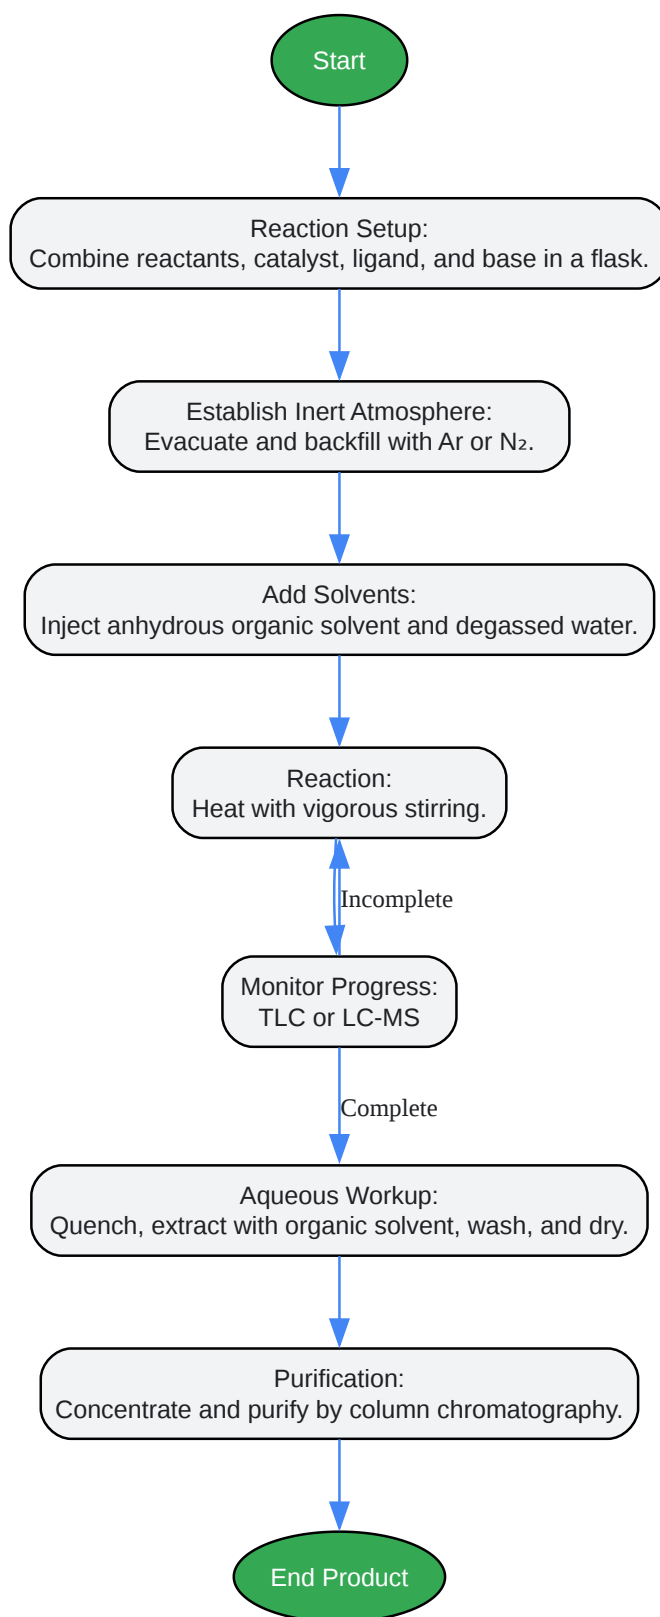 Start
Reaction Setup:
Combine reactants, catalyst, ligand, and base in a flask.
Establish Inert Atmosphere:
Evacuate and backfill with Ar or N₂.
Add Solvents:
Inject anhydrous organic solvent and degassed water.
Reaction:
Heat with vigorous stirring.
Incomplete
Monitor Progress:
TLC or LC-MS
Complete
Aqueous Workup:
Quench, extract with organic solvent, wash, and dry.
Purification:
Concentrate and purify by column chromatography.
End Product